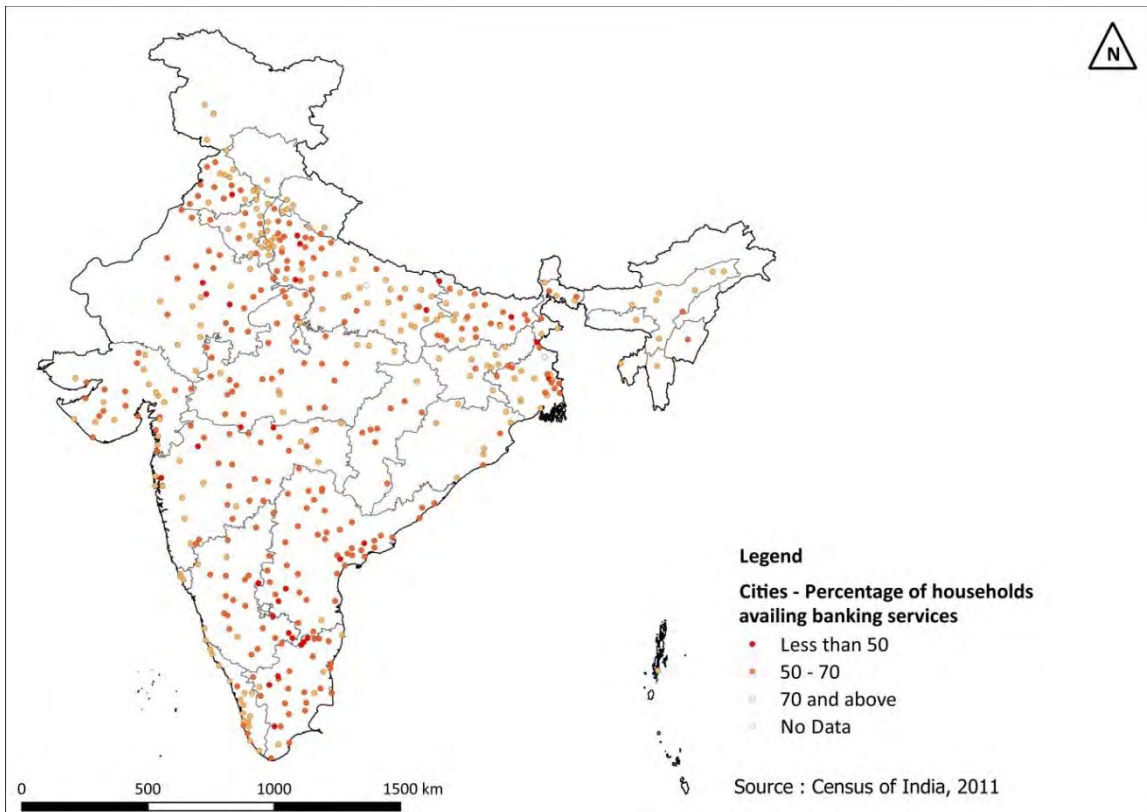 N
Legend
Cities - Percentage of households
availing banking services
Less than 50
50 - 70
70 and above
No Data
Source : Census of India, 2011
0 500 1000 1500 km